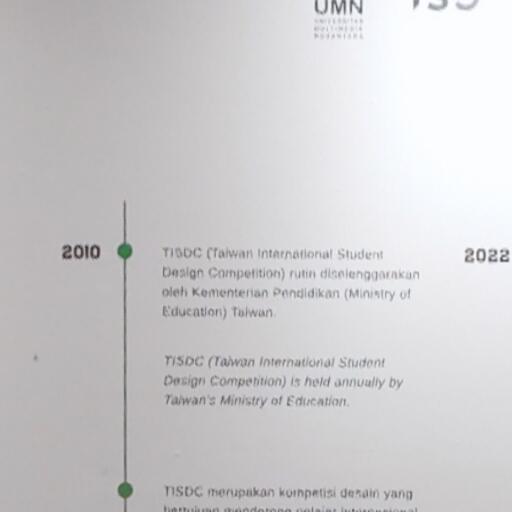 UMN
UNIVERSITAS
MULTIMEDIA
NUSANTARA
2010
TISDC (Taiwan International Student
Design Competition) rutin diselenggarakan
oleh Kementerian Pendidikan (Ministry of
Education) Taiwan.
TISDC (Taiwan International Student
Design Competition) is held annually by
Taiwan's Ministry of Education.
2022
TISDC merupakan kompetisi desain yang